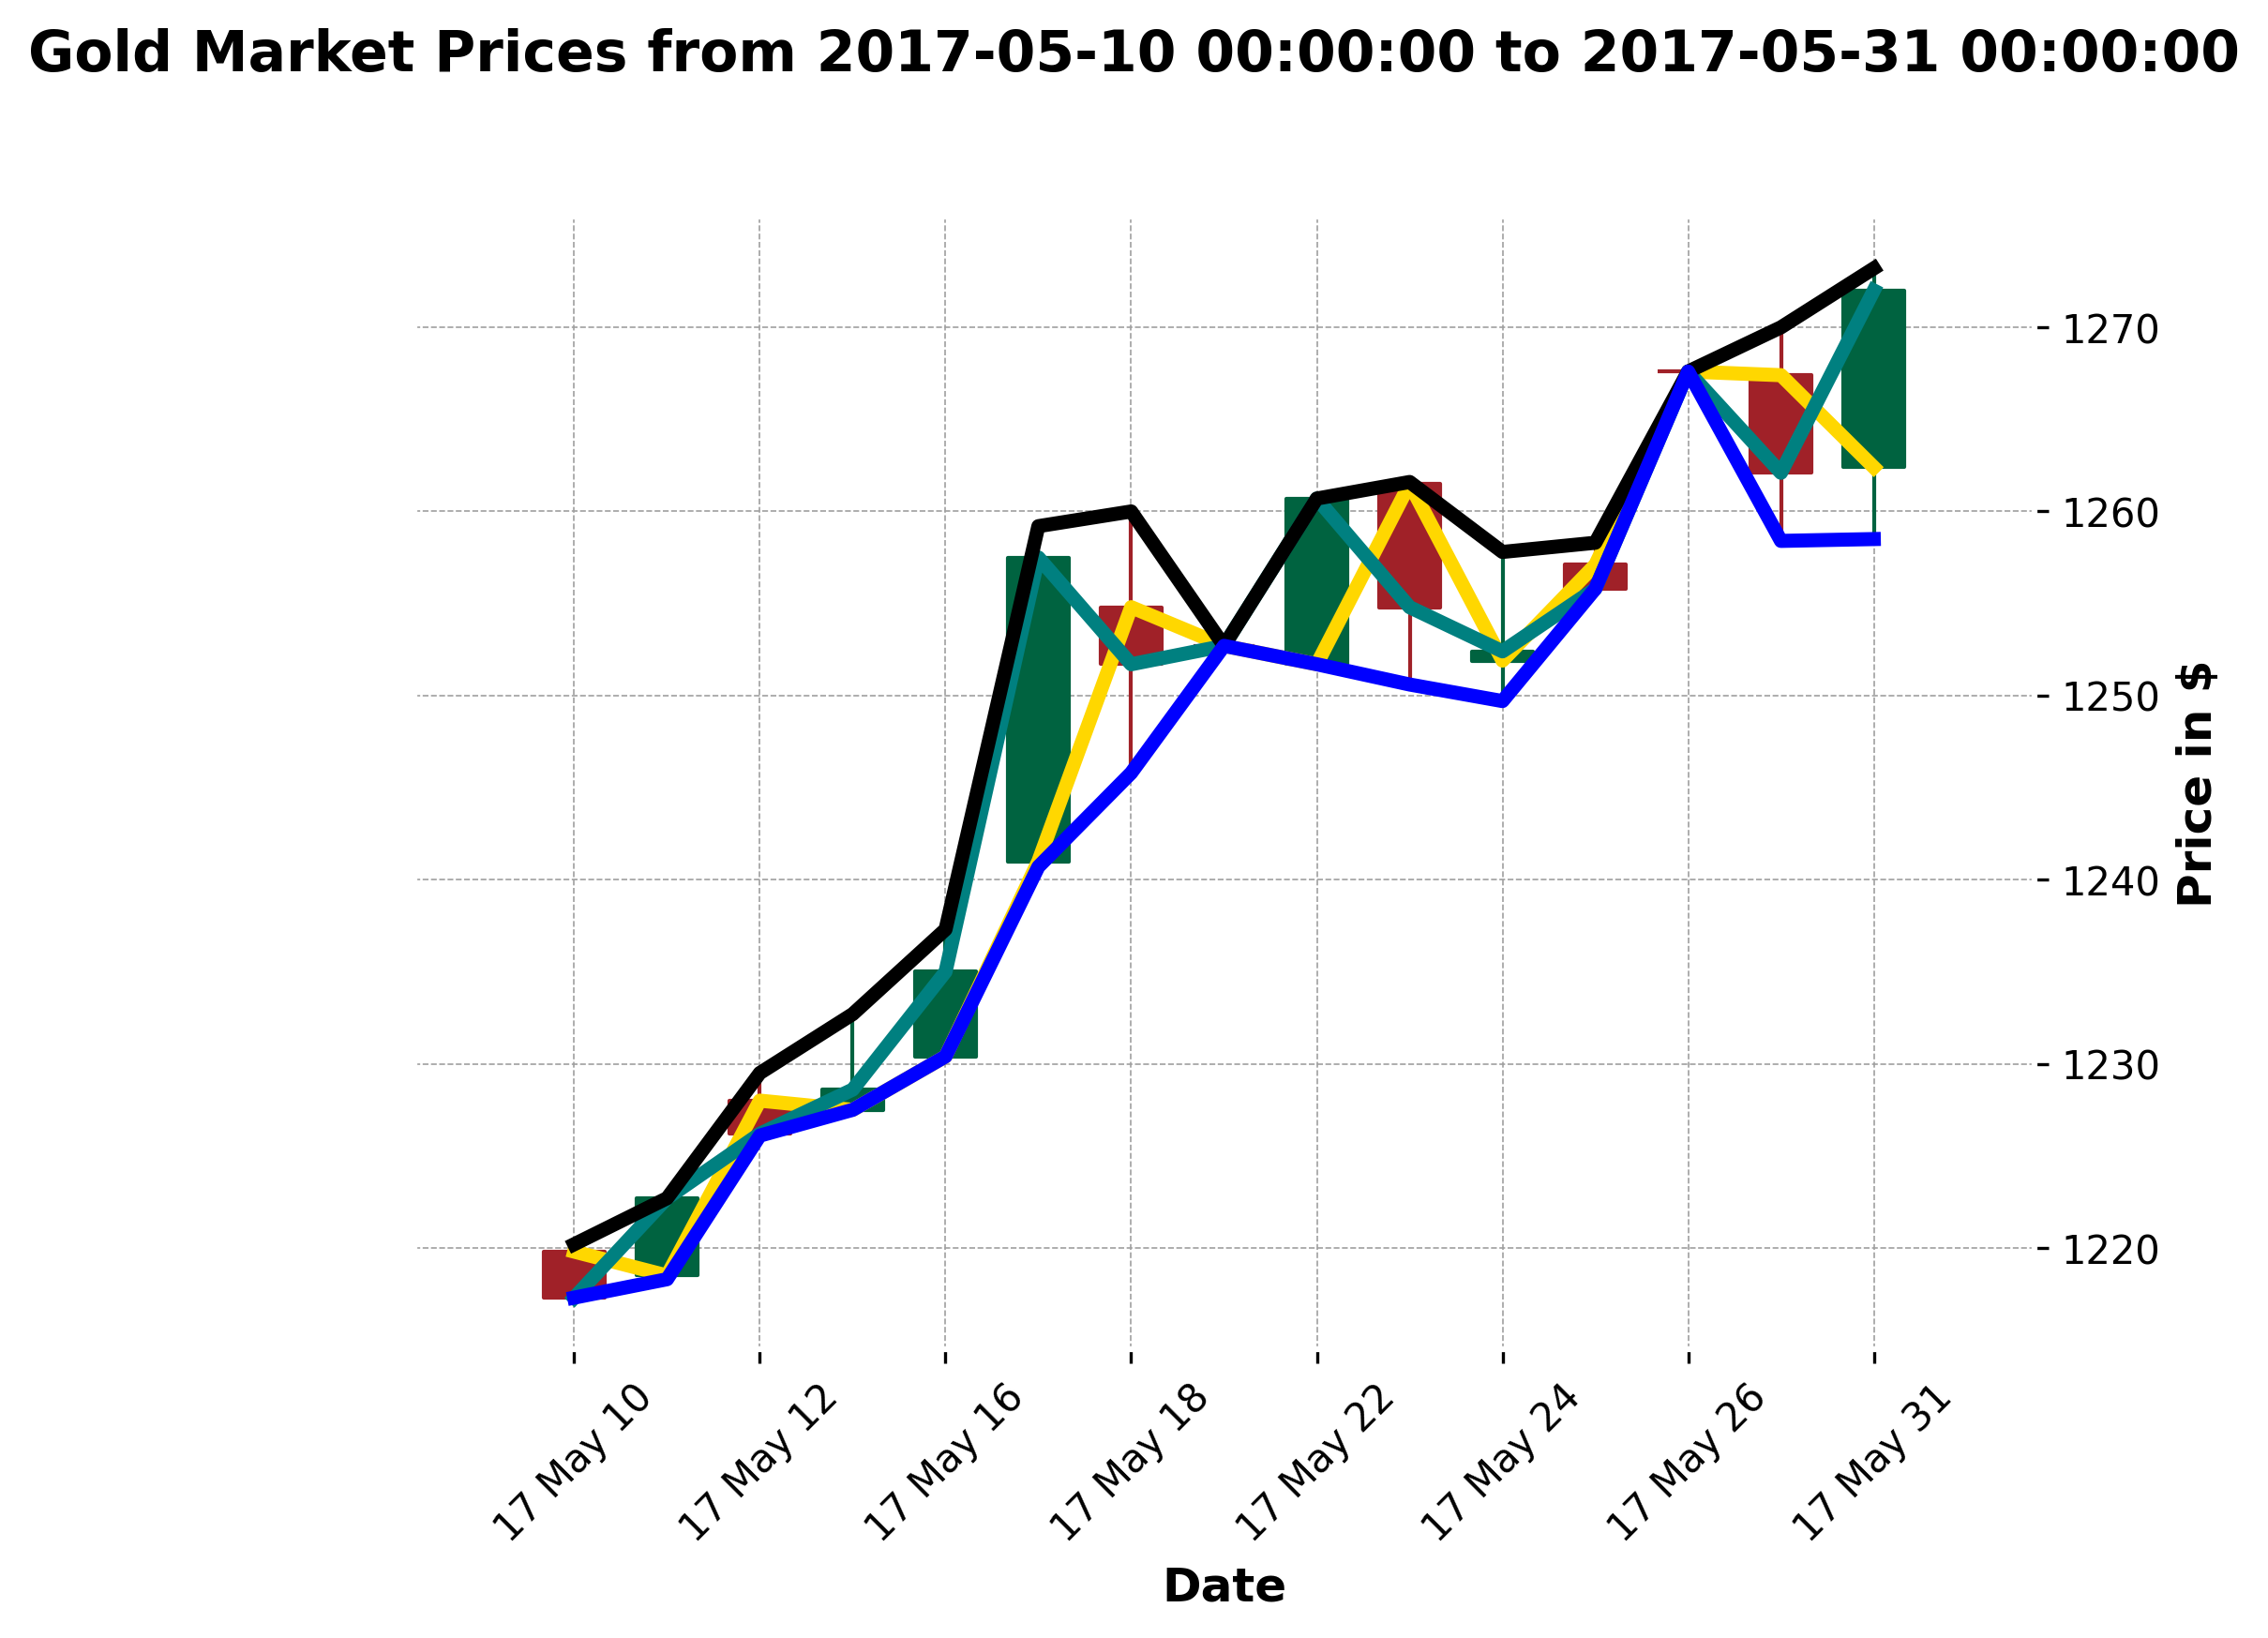 Gold Market Prices from 2017-05-10 00:00:00 to 2017-05-31 00:00:00
1270
1260
1250
1240
1230
1220
Price in $
17 May 10
17 May 12
17 May 16
17 May 18
17 May 22
17 May 24
17 May 26
17 May 31
Date